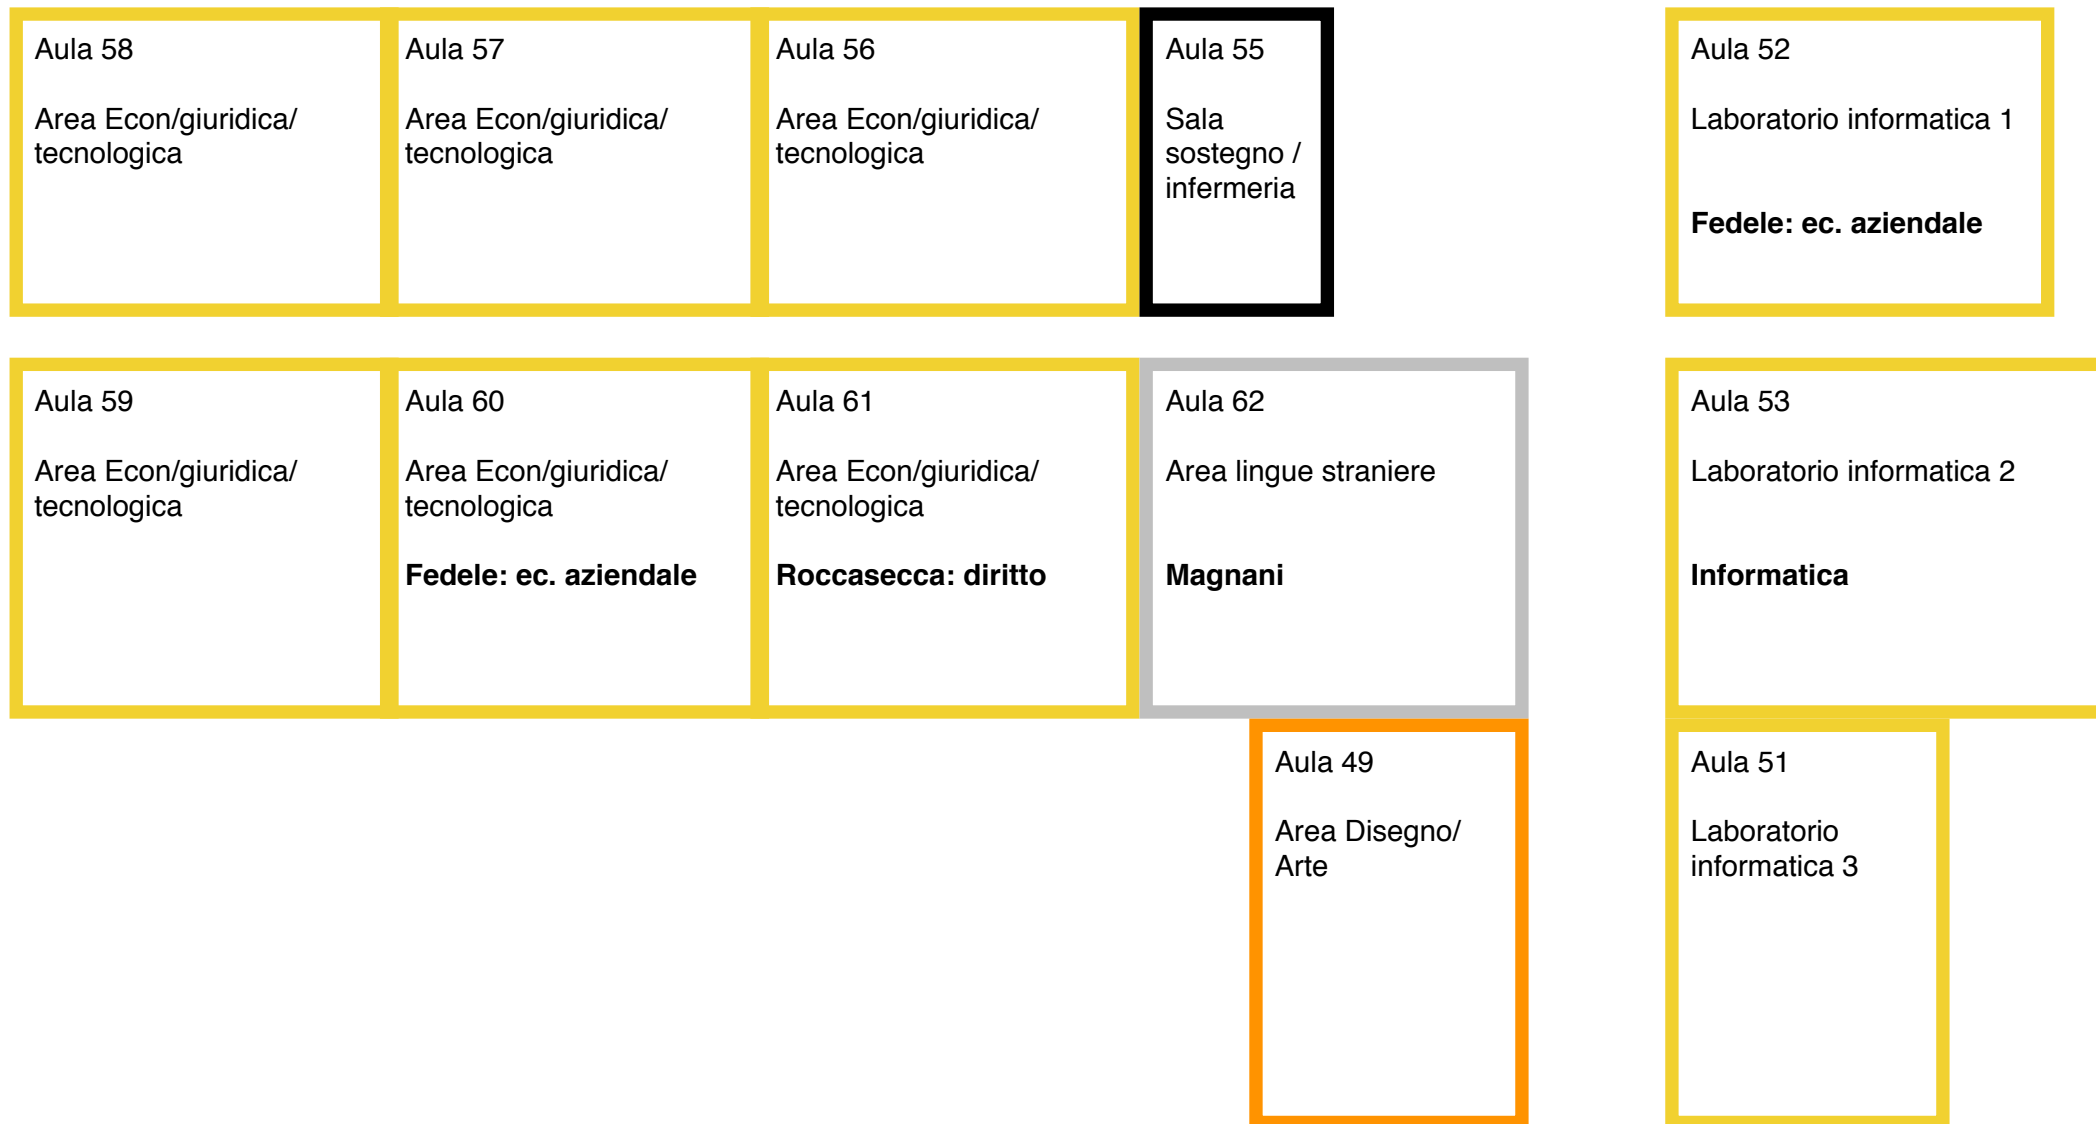 Aula 58
Area Econ/giuridica/
tecnologica
Aula 57
Area Econ/giuridica/
tecnologica
Aula 56
Area Econ/giuridica/
tecnologica
Aula 55
Sala
sostegno /
infermeria
Aula 52
Laboratorio informatica 1
Fedele: ec. aziendale
Aula 59
Area Econ/giuridica/
tecnologica
Aula 60
Area Econ/giuridica/
tecnologica
Fedele: ec. aziendale
Aula 61
Area Econ/giuridica/
tecnologica
Roccasecca: diritto
Aula 62
Area lingue straniere
Magnani
Aula 53
Laboratorio informatica 2
Informatica
Aula 49
Area Disegno/
Arte
Aula 51
Laboratorio
informatica 3